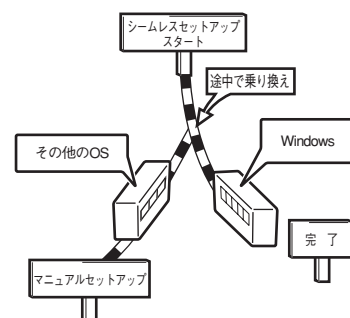 シームレスセットアップ
スタート
途中で乗り換え
その他のOS
Windows
完 了
マニュアルセットアップ